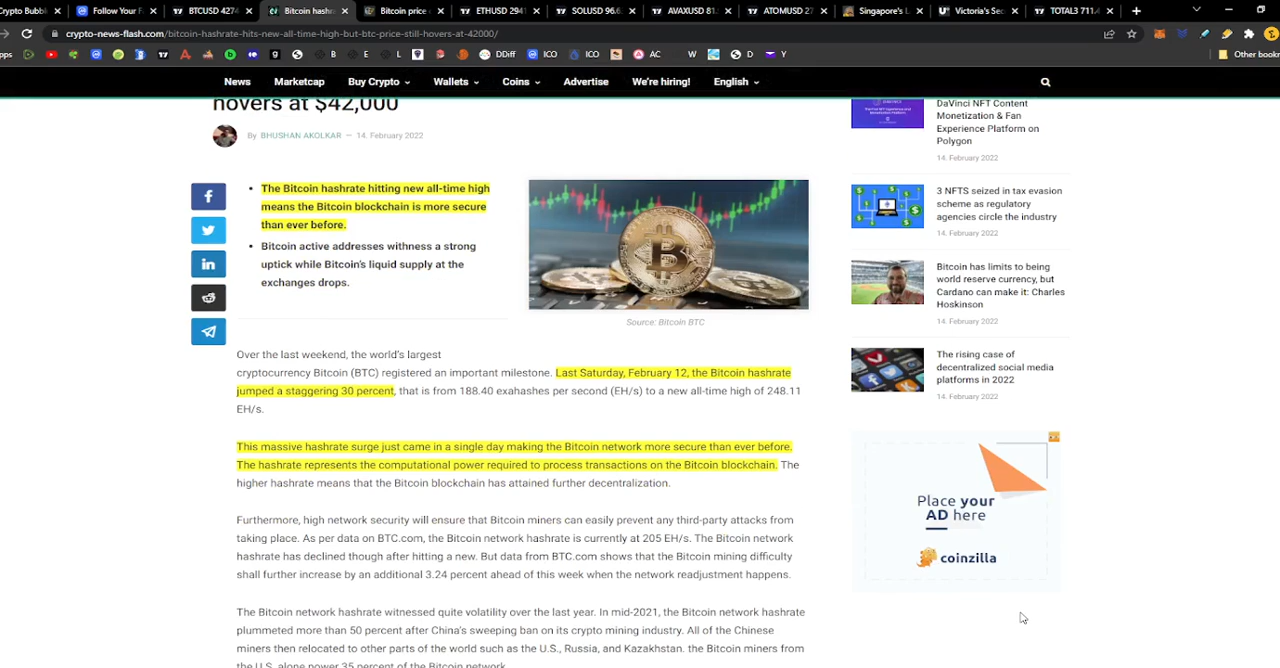 Crypto Bubbl
Follow Your F
BTCUSD 4274
Bitcoin hashr
Bitcoin price
ETHUSD 2941
SOLUSD 96.6
AVAXUSD 81.
ATOMUSD 27
Singapore's L
Victoria's Sec
TOTAL3 711.4
crypto-news-flash.com/bitcoin-hashrate-hits-new-all-time-high-but-btc-price-still-hovers-at-42000/
pps
B
E
L
DDiff
ICO
ICO
AC
W
D
Y
Other bookr
News
Marketcap
Buy Crypto
Wallets
Coins
Advertise
We're hiring!
English
hovers at $42,000
By BHUSHAN AKOLKAR — 14. February 2022
The Bitcoin hashrate hitting new all-time high
means the Bitcoin blockchain is more secure
than ever before.
Bitcoin active addresses withness a strong
uptick while Bitcoin's liquid supply at the
exchanges drops.
Source: Bitcoin BTC
Over the last weekend, the world's largest
cryptocurrency Bitcoin (BTC) registered an important milestone. Last Saturday, February 12, the Bitcoin hashrate
jumped a staggering 30 percent, that is from 188.40 exahashes per second (EH/s) to a new all-time high of 248.11
EH/s.
This massive hashrate surge just came in a single day making the Bitcoin network more secure than ever before.
The hashrate represents the computational power required to process transactions on the Bitcoin blockchain. The
higher hashrate means that the Bitcoin blockchain has attained further decentralization.
Furthermore, high network security will ensure that Bitcoin miners can easily prevent any third-party attacks from
taking place. As per data on BTC.com, the Bitcoin network hashrate is currently at 205 EH/s. The Bitcoin network
hashrate has declined though after hitting a new. But data from BTC.com shows that the Bitcoin mining difficulty
shall further increase by an additional 3.24 percent ahead of this week when the network readjustment happens.
The Bitcoin network hashrate witnessed quite volatility over the last year. In mid-2021, the Bitcoin network hashrate
plummeted more than 50 percent after China's sweeping ban on its crypto mining industry. All of the Chinese
miners then relocated to other parts of the world such as the U.S., Russia, and Kazakhstan. the Bitcoin miners from
the U.S. alone power 35 percent of the Bitcoin network.
DaVinci NFT Content
Monetization & Fan
Experience Platform on
Polygon
14. February 2022
3 NFTS seized in tax evasion
scheme as regulatory
agencies circle the industry
14. February 2022
Bitcoin has limits to being
world reserve currency, but
Cardano can make it: Charles
Hoskinson
14. February 2022
The rising case of
decentralized social media
platforms in 2022
14. February 2022
Place your
AD here
coinzilla